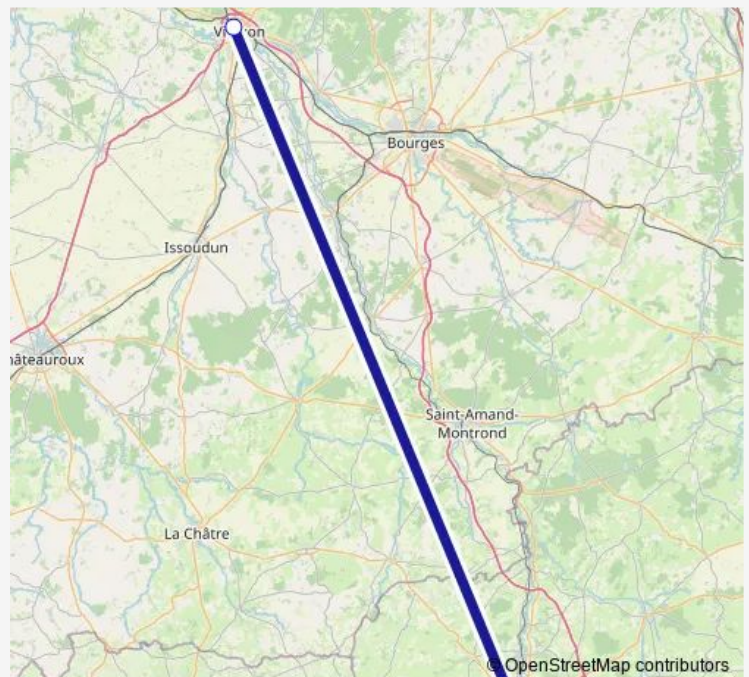 Bourges
Issoudun
hâteauroux
Saint-Amand-
Montrond
La Châtre
OpenStreetMap contributors